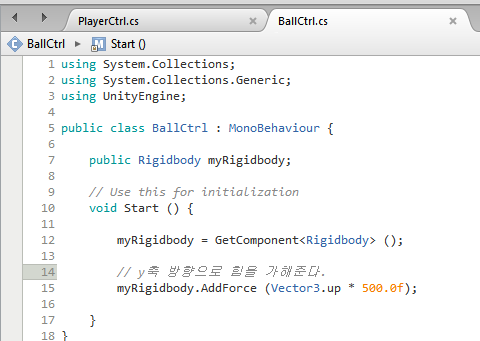 PlayerCtrl.cs
BallCtrl.cs
BallCtrl
Start ()
1 using System.Collections;
2 using System.Collections.Generic;
3 using UnityEngine;
4
5 public class BallCtrl : MonoBehaviour {
6
7 public Rigidbody myRigidbody;
8
9 // Use this for initialization
10 void Start () {
11
12 myRigidbody = GetComponent<Rigidbody> ();
13
14 // y축 방향으로 힘을 가해준다.
15 myRigidbody.AddForce (Vector3.up * 500.0f);
16
17 }
18 }